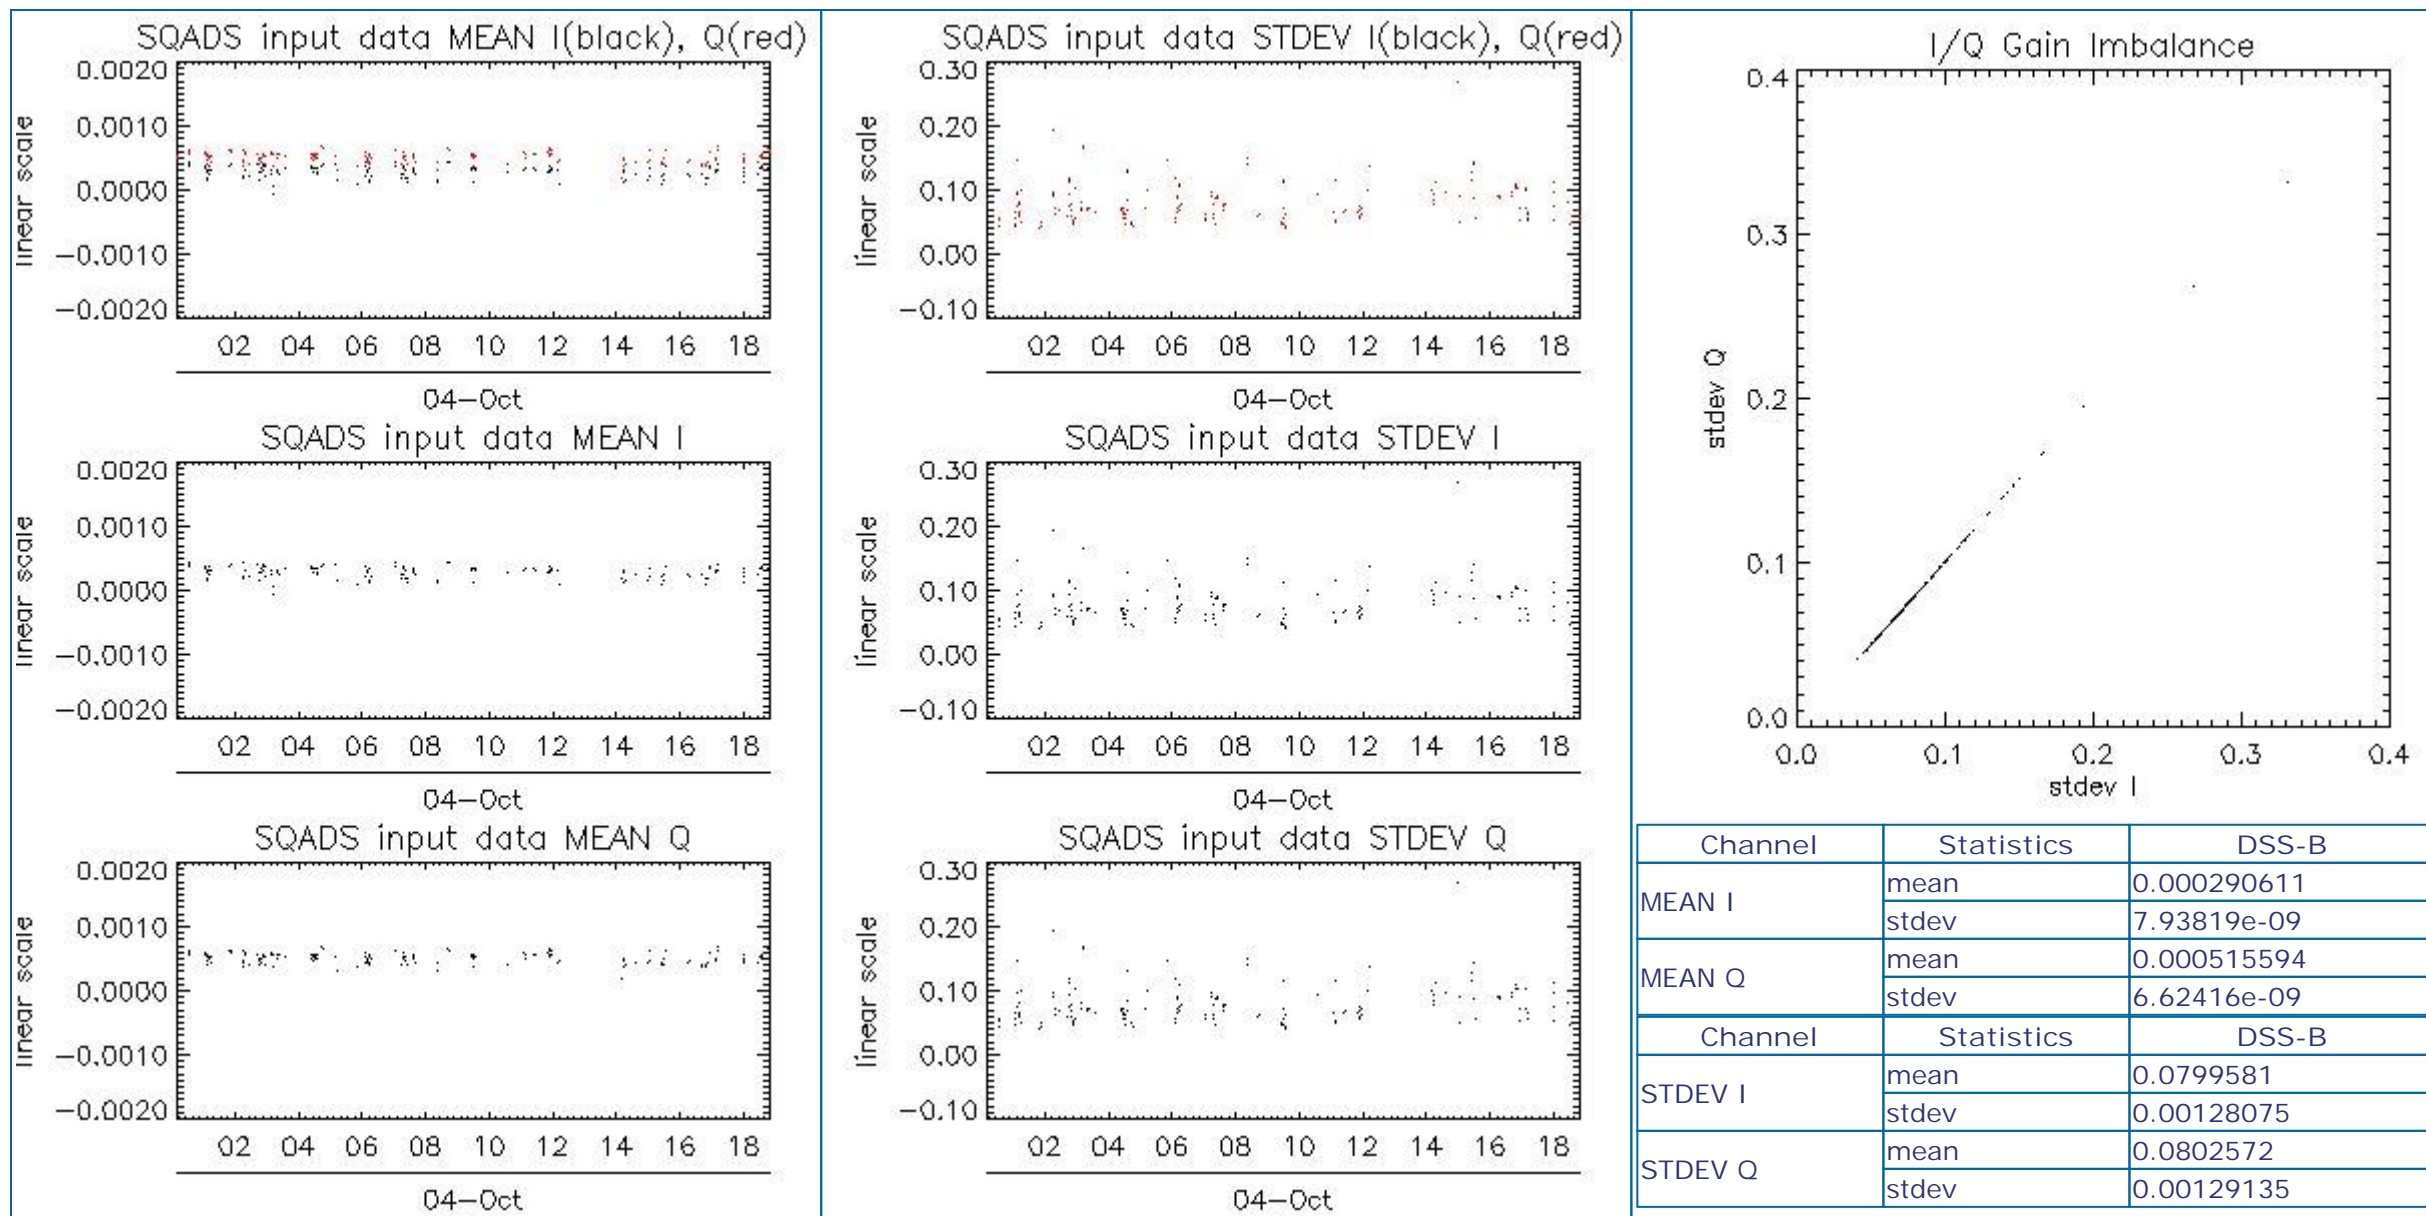 SQADS input data MEAN I(black), Q(red)
0.0020
0.0010
0.0000
−0.0010
−0.0020
linear scale
02 04 06 08 10 12 14 16 18
04−Oct
SQADS input data MEAN I
0.0020
0.0010
0.0000
−0.0010
−0.0020
linear scale
02 04 06 08 10 12 14 16 18
04−Oct
SQADS input data MEAN Q
0.0020
0.0010
0.0000
−0.0010
−0.0020
linear scale
02 04 06 08 10 12 14 16 18
04−Oct
SQADS input data STDEV I(black), Q(red)
0.30
0.20
0.10
0.00
−0.10
linear scale
02 04 06 08 10 12 14 16 18
04−Oct
SQADS input data STDEV I
0.30
0.20
0.10
0.00
−0.10
linear scale
02 04 06 08 10 12 14 16 18
04−Oct
SQADS input data STDEV Q
0.30
0.20
0.10
0.00
−0.10
linear scale
02 04 06 08 10 12 14 16 18
04−Oct
I/Q Gain Imbalance
0.4
0.3
0.2
0.1
0.0
stdev Q
0.0 0.1 0.2 0.3 0.4
stdev I
Channel Statistics DSS-B
MEAN I mean 0.000290611
stdev 7.93819e-09
MEAN Q mean 0.000515594
stdev 6.62416e-09
Channel Statistics DSS-B
STDEV I mean 0.0799581
stdev 0.00128075
STDEV Q mean 0.0802572
stdev 0.00129135